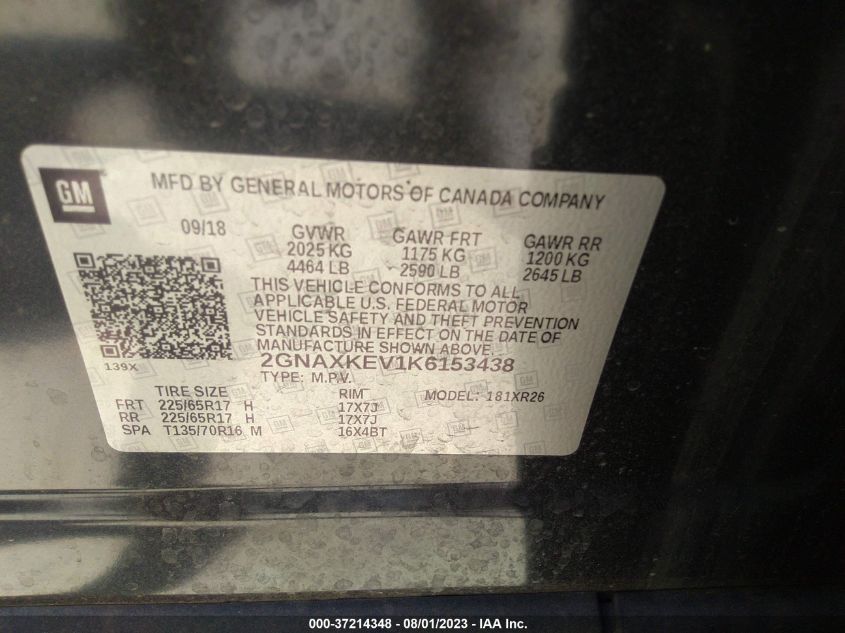 GM
MFD BY GENERAL MOTORS OF CANADA COMPANY
09/18 GVWR GAWR FRT GAWR RR
2025 KG 1175 KG 1200 KG
4464 LB 2590 LB 2645 LB
THIS VEHICLE CONFORMS TO ALL
APPLICABLE U.S. FEDERAL MOTOR
VEHICLE SAFETY AND THEFT PREVENTION
STANDARDS IN EFFECT ON THE DATE OF
MANUFACTURE SHOWN ABOVE.
139X 2GNAXKEV1K6153438
TYPE: M.P.V. MODEL: 181XR26
TIRE SIZE RIM
FRT 225/65R17 H 17X7J
RR 225/65R17 H 17X7J
SPA T135/70R16 M 16X4BT
000-37214348 - 08/01/2023 - IAA Inc.